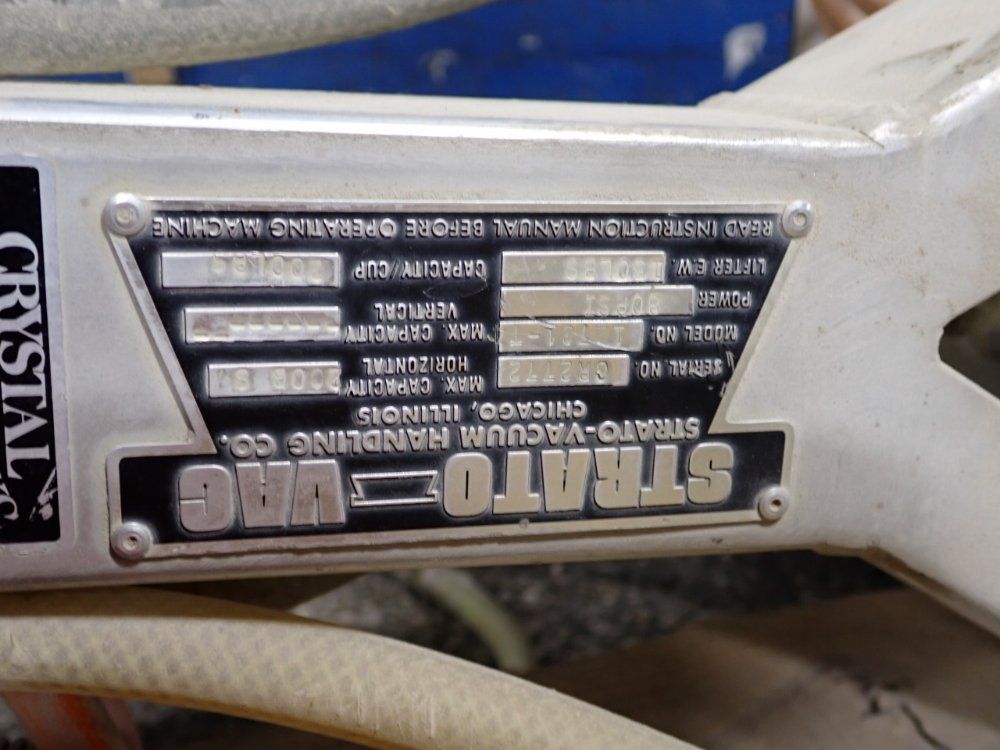 STRATO VAC
STRATO-VACUUM HANDLING CO.
CHICAGO, ILLINOIS
SERIAL NO. CR2772
MODEL NO.
POWER 80PSI
LIFTER E.W. 130LBS
MAX. CAPACITY
HORIZONTAL
MAX. CAPACITY
VERTICAL
CAPACITY/CUP
READ INSTRUCTION MANUAL BEFORE OPERATING MACHINE
CRYSTAL